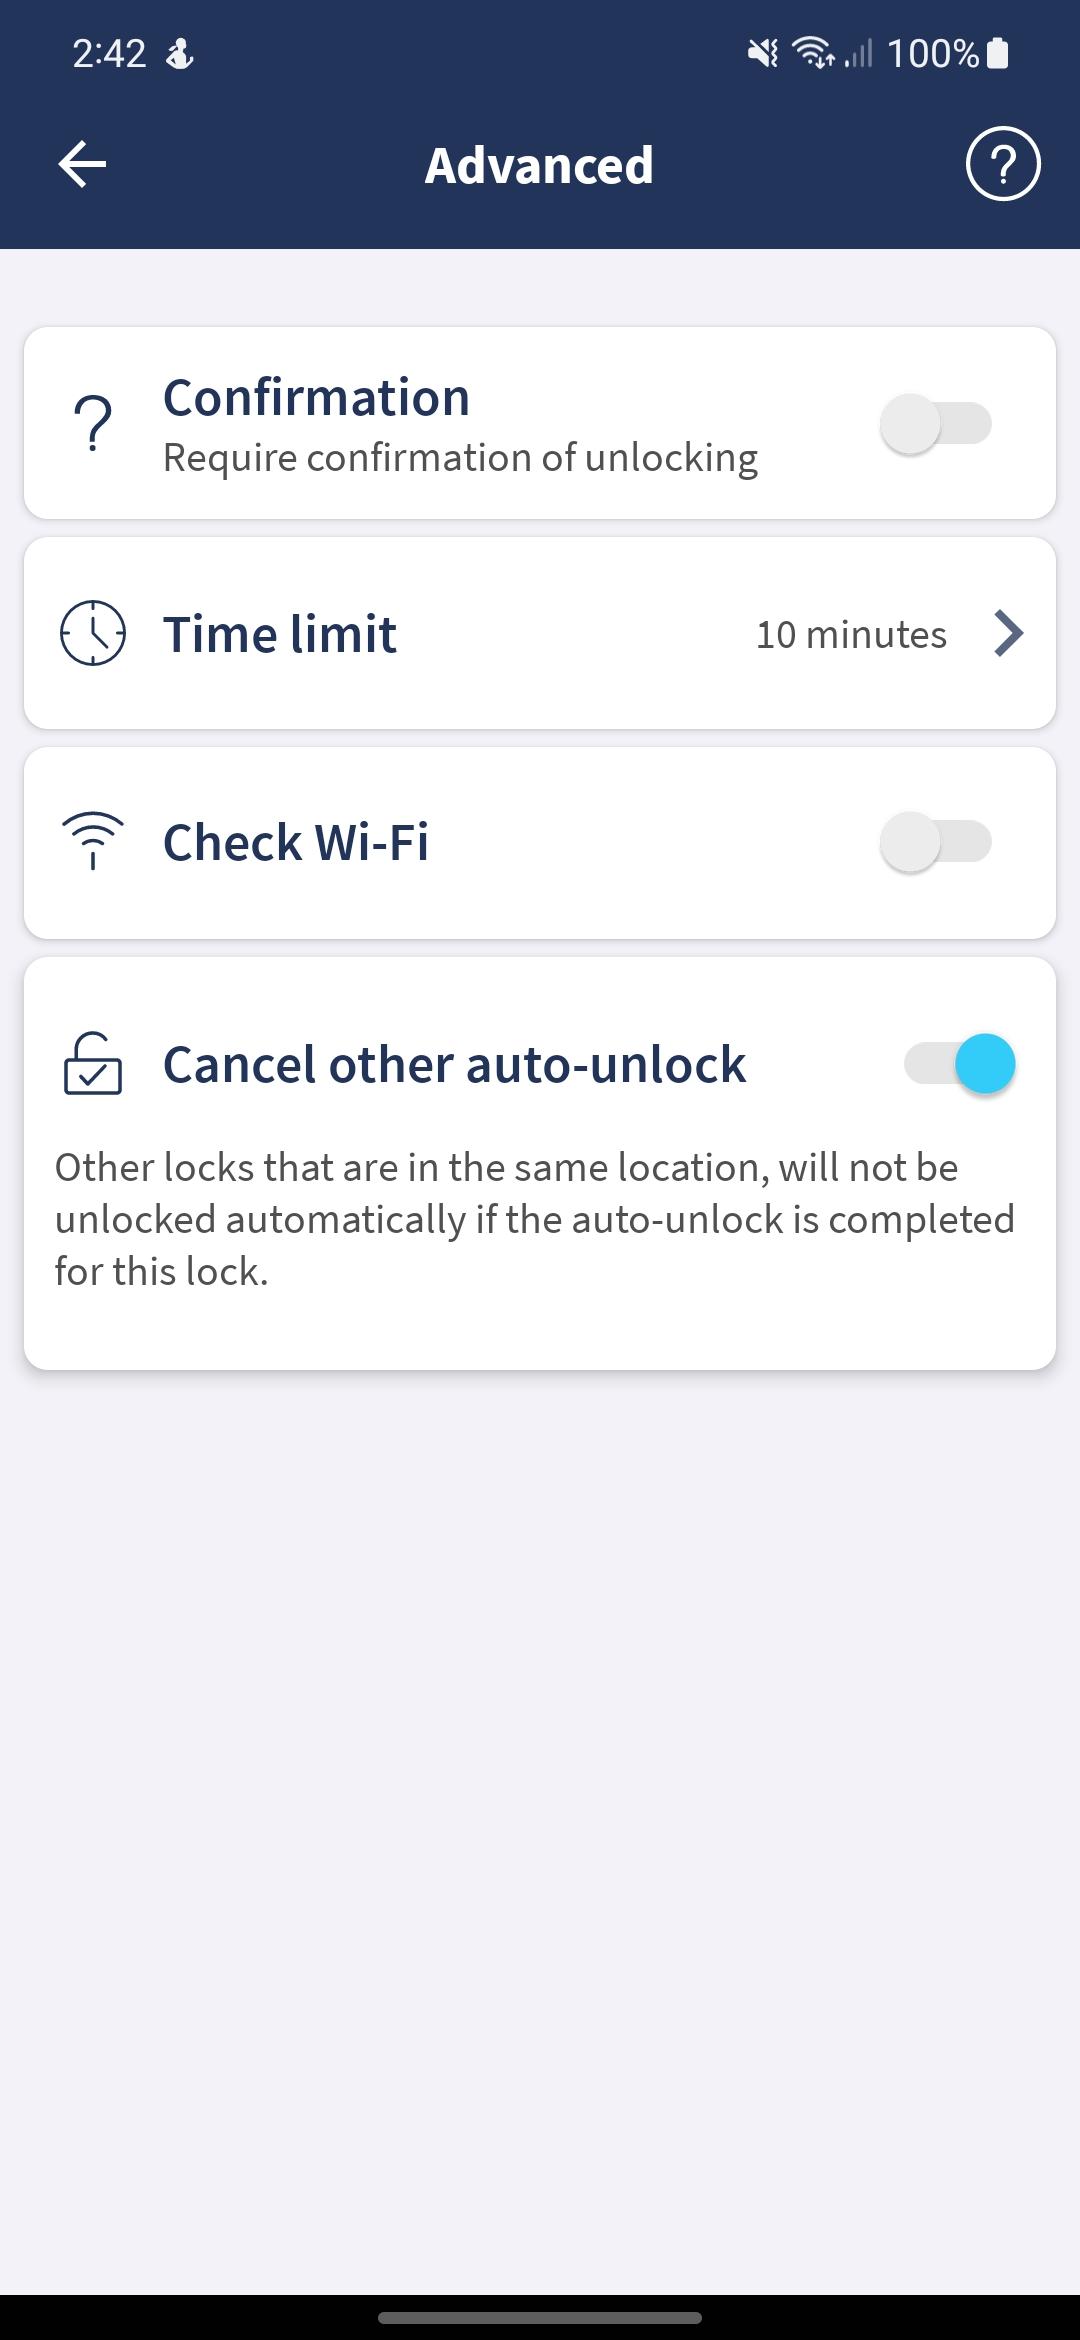 2:42
100%
Advanced
Confirmation
Require confirmation of unlocking
Time limit
10 minutes
Check Wi-Fi
Cancel other auto-unlock
Other locks that are in the same location, will not be
unlocked automatically if the auto-unlock is completed
for this lock.